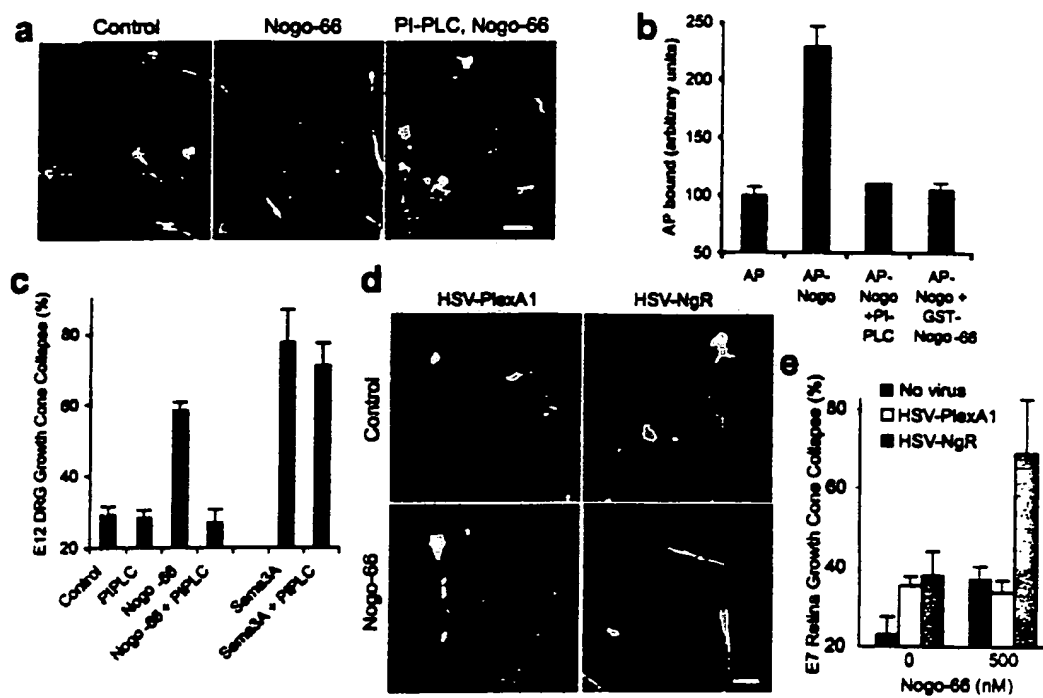 a
Control
Nogo-66
PI-PLC, Nogo-66
b
AP bound (arbitrary units)
250
200
150
100
50
AP
AP-
Nogo
AP-
Nogo
+PI-
PLC
AP-
Nogo +
GST-
Nogo-66
c
E12 DRG Growth Cone Collapse (%)
80
60
40
20
Control
PIPLC
Nogo-66
Nogo-66 + PIPLC
Sema3A
Sema3A + PIPLC
d
HSV-PlexA1
HSV-NgR
Control
Nogo-66
e
E7 Retina Growth Cone Collapse (%)
80
60
40
20
No virus
HSV-PlexA1
HSV-NgR
0
500
Nogo-66 (nM)